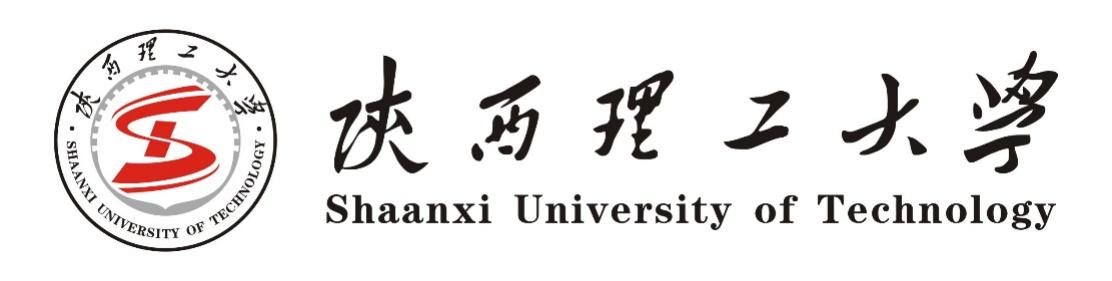 陕西理工大学
SHAANXI UNIVERSITY OF TECHNOLOGY
陕西理工大学
Shaanxi University of Technology